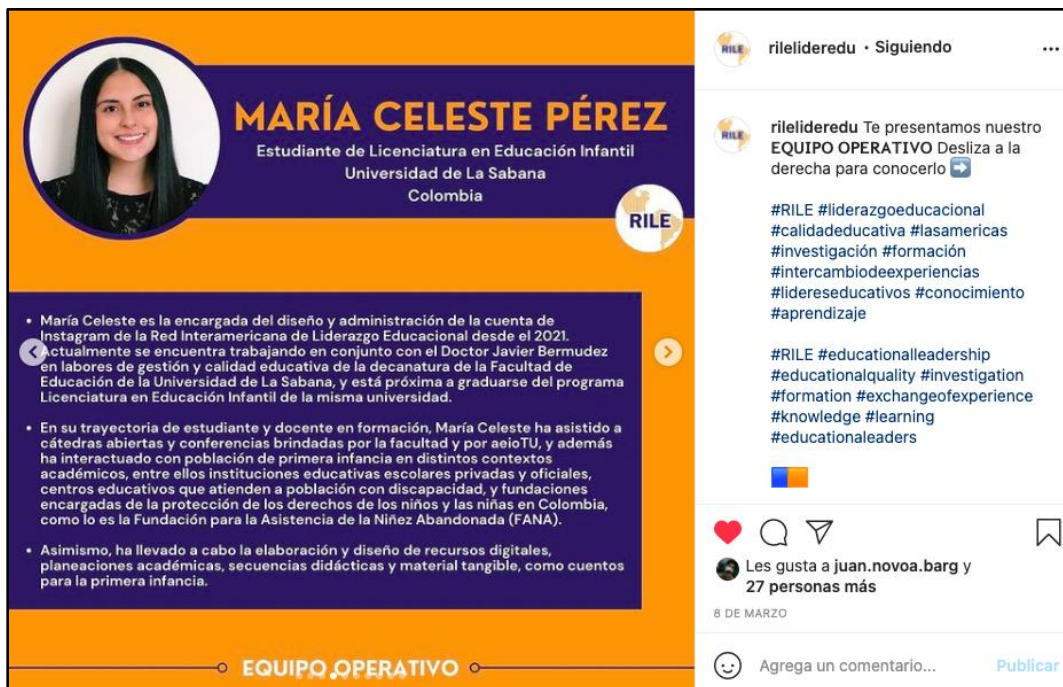 MARÍA CELESTE PÉREZ
Estudiante de Licenciatura en Educación Infantil
Universidad de La Sabana
Colombia
RILE
• María Celeste es la encargada del diseño y administración de la cuenta de
Instagram de la Red Interamericana de Liderazgo Educacional desde el 2021.
Actualmente se encuentra trabajando en conjunto con el Doctor Javier Bermudez
en labores de gestión y calidad educativa de la decanatura de la Facultad de
Educación de la Universidad de La Sabana, y está próxima a graduarse del programa
Licenciatura en Educación Infantil de la misma universidad.
• En su trayectoria de estudiante y docente en formación, María Celeste ha asistido a
cátedras abiertas y conferencias brindadas por la facultad y por aeioTU, y además
ha interactuado con población de primera infancia en distintos contextos
académicos, entre ellos instituciones educativas escolares privadas y oficiales,
centros educativos que atienden a población con discapacidad, y fundaciones
encargadas de la protección de los derechos de los niños y las niñas en Colombia,
como lo es la Fundación para la Asistencia de la Niñez Abandonada (FANA).
• Asimismo, ha llevado a cabo la elaboración y diseño de recursos digitales,
planeaciones académicas, secuencias didácticas y material tangible, como cuentos
para la primera infancia.
EQUIPO OPERATIVO
RILE
rilelideredu • Siguiendo
RILE
rilelideredu Te presentamos nuestro
EQUIPO OPERATIVO Desliza a la
derecha para conocerlo ➡️
#RILE #liderazgoeducacional
#calidadeducativa #lasamericas
#investigación #formación
#intercambiodeexperiencias
#lidereseducativos #conocimiento
#aprendizaje
#RILE #educationalleadership
#educationalquality #investigation
#formation #exchangeofexperience
#knowledge #learning
#educationaleaders
Les gusta a juan.novoa.barg y
27 personas más
8 DE MARZO
Agrega un comentario...
Publicar